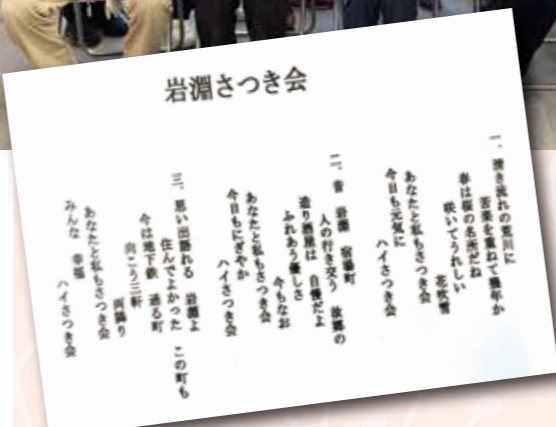 岩淵さつき会
一、清き流れの荒川に
苦楽を重ねて幾年か
春は桜の名所だね
咲いてうれしい 花吹雪
あなたと私もさつき会
今日も元気に
ハイさつき会
二、昔 岩淵 宿場町
人の行き交う 故郷の
造り酒屋は 自慢だよ
ふれあう優しさ 今もなお
あなたと私もさつき会
今日もにぎやか
ハイさつき会
三、思い出語れる 岩淵よ
住んでよかった この町も
今は地下鉄 通る町
向こう三軒 両隣り
あなたと私もさつき会
みんな 幸福 ハイさつき会